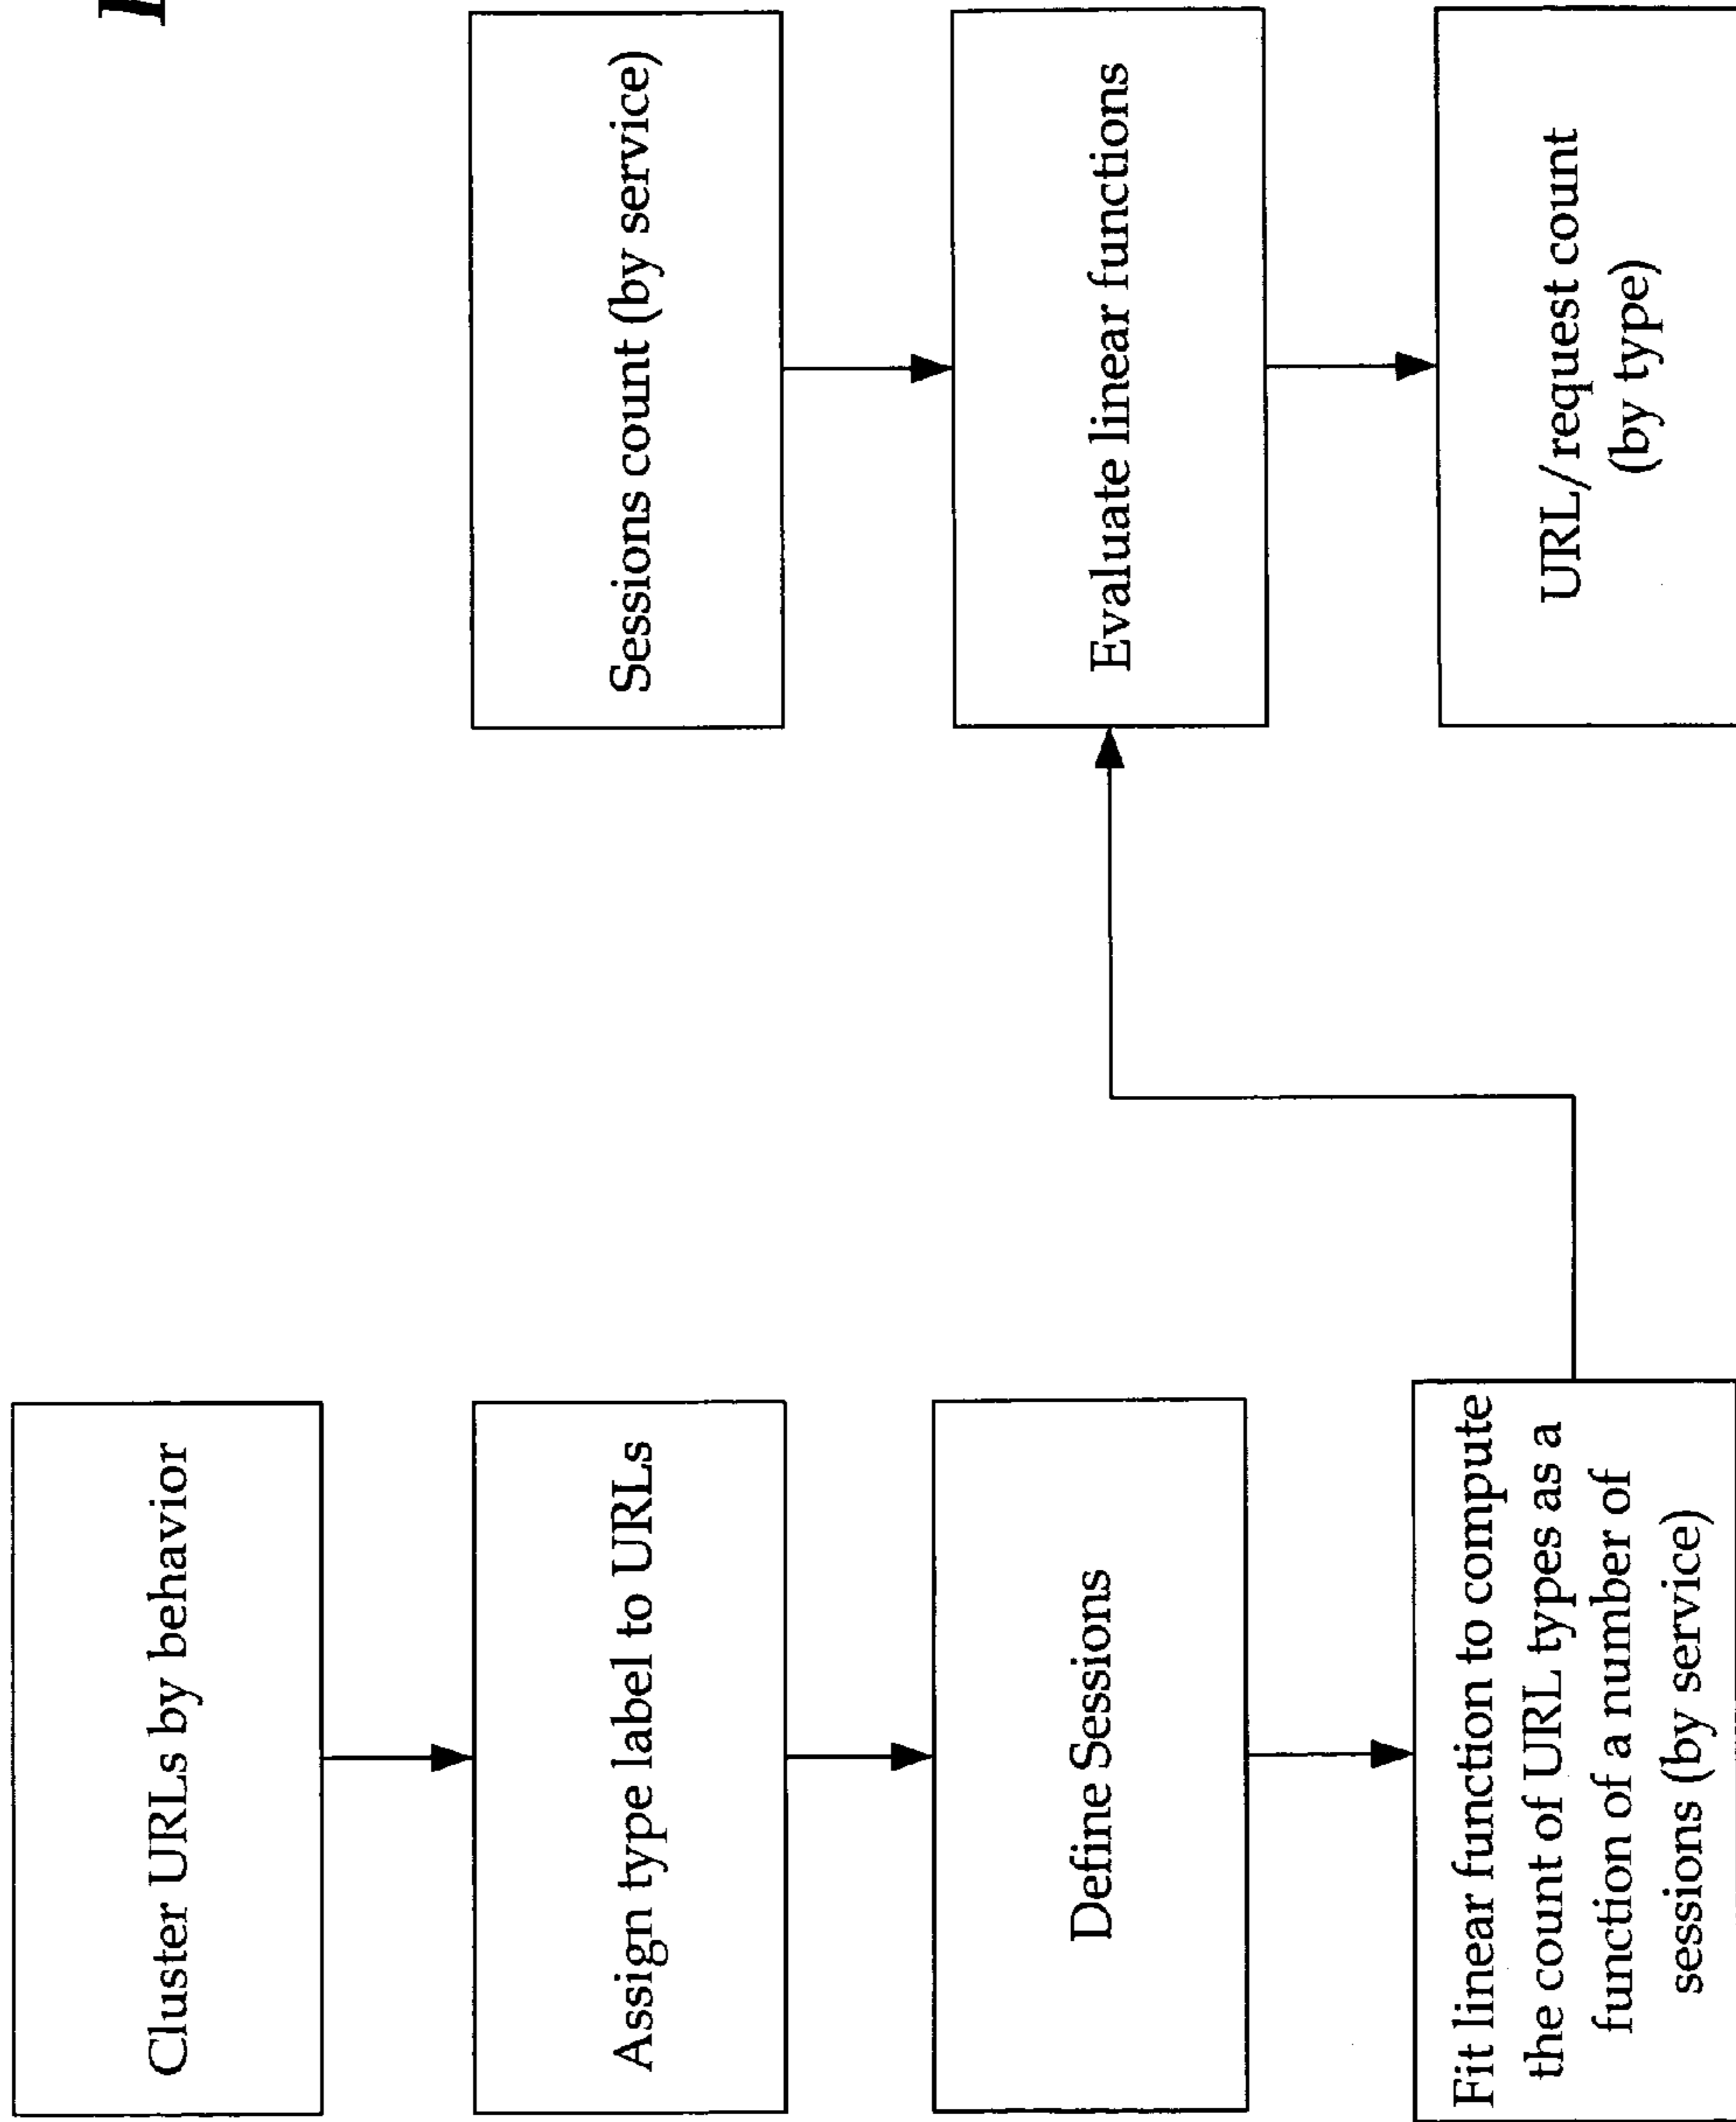 Cluster URLs by behavior
Assign type label to URLs
Define Sessions
Fit linear function to compute
the count of URL types as a
function of a number of
sessions (by service)
Sessions count (by service)
Evaluate linear functions
URL/request count
(by type)